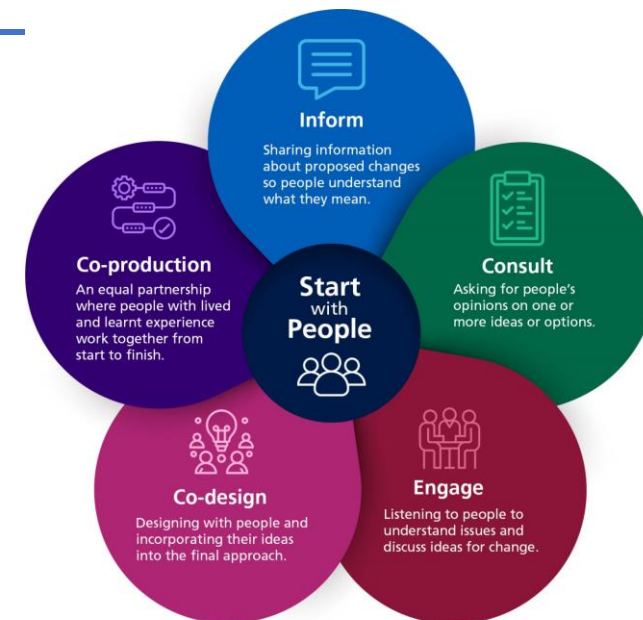 Inform
Sharing information
about proposed changes
so people understand
what they mean.
Consult
Asking for people's
opinions on one or
more ideas or options.
Engage
Listening to people to
understand issues and
discuss ideas for change.
Co-design
Designing with people and
incorporating their ideas
into the final approach.
Co-production
An equal partnership
where people with lived
and learnt experience
work together from
start to finish.
Start
with
People